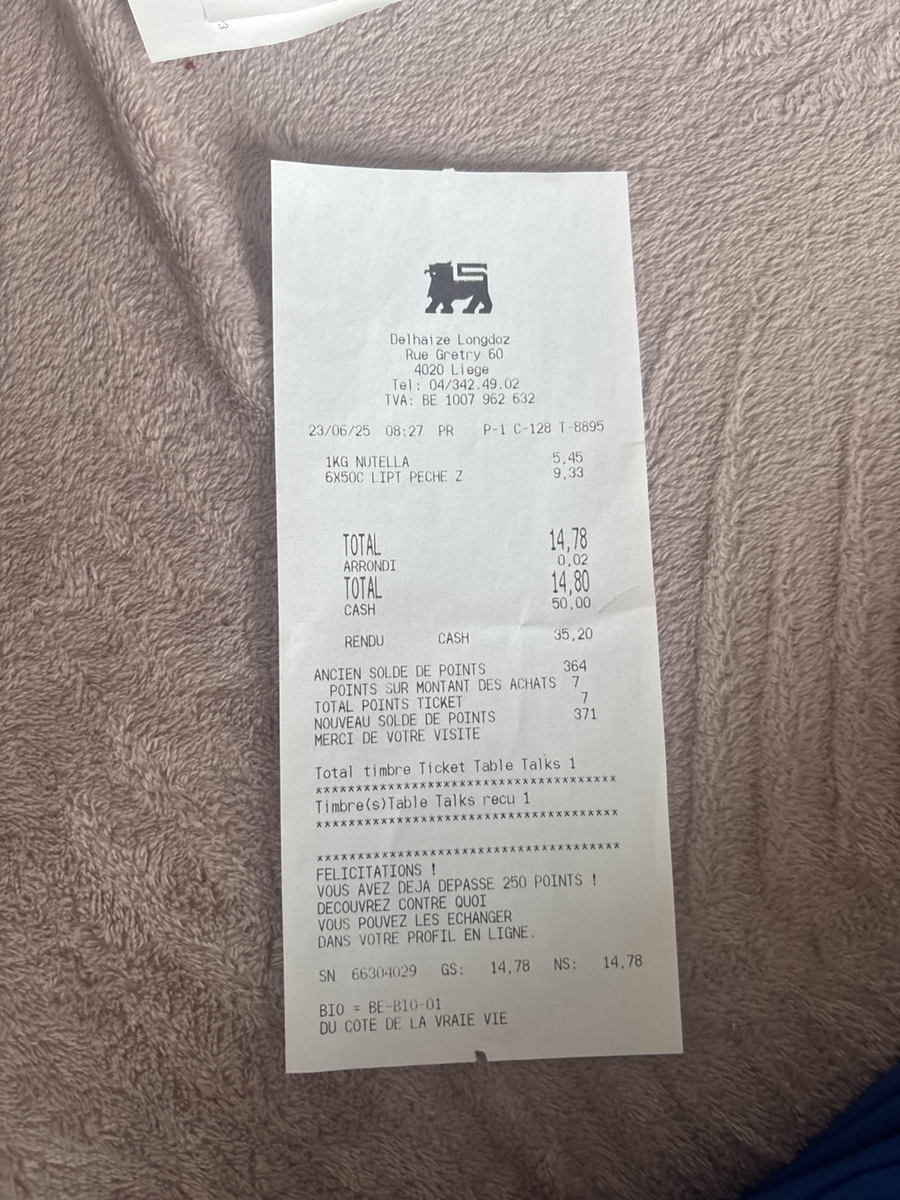 Delhaize Longdoz
Rue Gretry 60
4020 Liege
Tel: 04/342.49.02
TVA: BE 1007 962 632
23/06/25 08:27 PR P-1 C-128 T-8895
1KG NUTELLA 5,45
6X50C LIPT PECHE Z 9,33
TOTAL 14,78
ARRONDI 0,02
TOTAL 14,80
CASH 50,00
RENDU CASH 35,20
ANCIEN SOLDE DE POINTS 364
POINTS SUR MONTANT DES ACHATS 7
TOTAL POINTS TICKET 7
NOUVEAU SOLDE DE POINTS 371
MERCI DE VOTRE VISITE
Total timbre Ticket Table Talks 1
*************************************
Timbre(s)Table Talks recu 1
*************************************
*************************************
FELICITATIONS !
VOUS AVEZ DEJA DEPASSE 250 POINTS !
DECOUVREZ CONTRE QUOI
VOUS POUVEZ LES ECHANGER
DANS VOTRE PROFIL EN LIGNE.
SN 66304029 GS: 14,78 NS: 14,78
BIO = BE-BIO-01
DU COTE DE LA VRAIE VIE